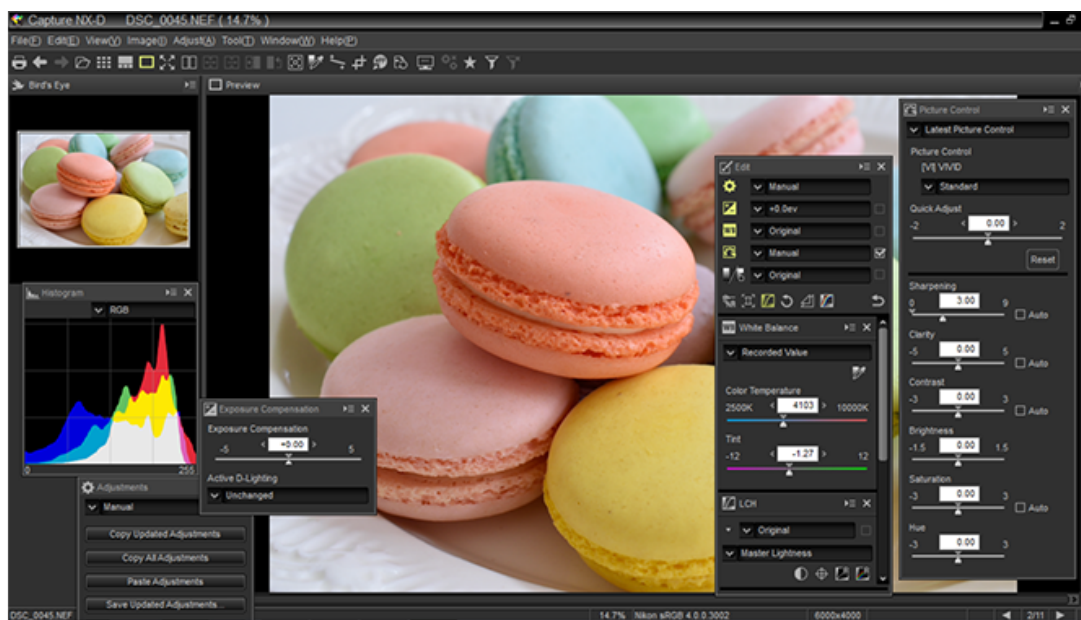 Capture NX-D DSC_0045.NEF ( 14.7% )
File(F) Edit(E) View(V) Image(I) Adjust(A) Tool(T) Window(W) Help(P)
Bird's Eye
Preview
Histogram
RGB
0 255
Adjustments
Manual
Copy Updated Adjustments
Copy All Adjustments
Paste Adjustments
Save Updated Adjustments...
Exposure Compensation
Exposure Compensation
-5 +0.00 5
Active D-Lighting
Unchanged
Edit
Manual
+0.0ev
Original
Manual
Original
White Balance
Recorded Value
Color Temperature
2500K 4103 10000K
Tint
-12 -1.27 12
LCH
Original
Master Lightness
Picture Control
Latest Picture Control
Picture Control
[VI] VIVID
Standard
Quick Adjust
-2 0.00 2
Reset
Sharpening
0 3.00 9
Auto
Clarity
-5 0.00 5
Auto
Contrast
-3 0.00 3
Auto
Brightness
-1.5 0.00 1.5
Saturation
-3 0.00 3
Auto
Hue
-3 0.00 3
DSC_0045.NEF 14.7% Nikon sRGB 4.0.0.3002 6000x4000 2/11